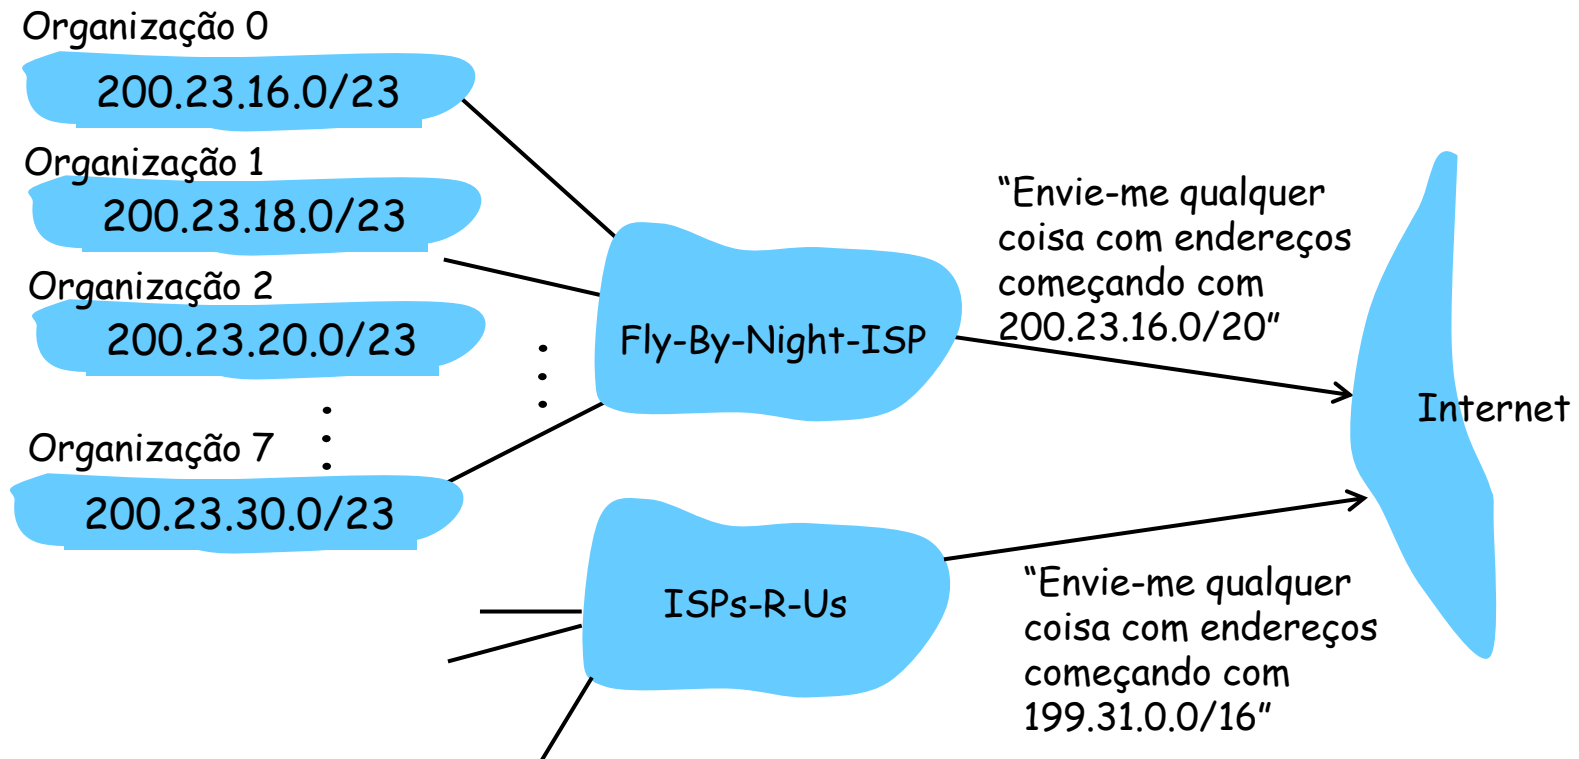 Organização 0
200.23.16.0/23
Organização 1
200.23.18.0/23
Organização 2
200.23.20.0/23
Organização 7
200.23.30.0/23
Fly-By-Night-ISP
“Envie-me qualquer
coisa com endereços
começando com
200.23.16.0/20”
Internet
ISPs-R-Us
“Envie-me qualquer
coisa com endereços
começando com
199.31.0.0/16”